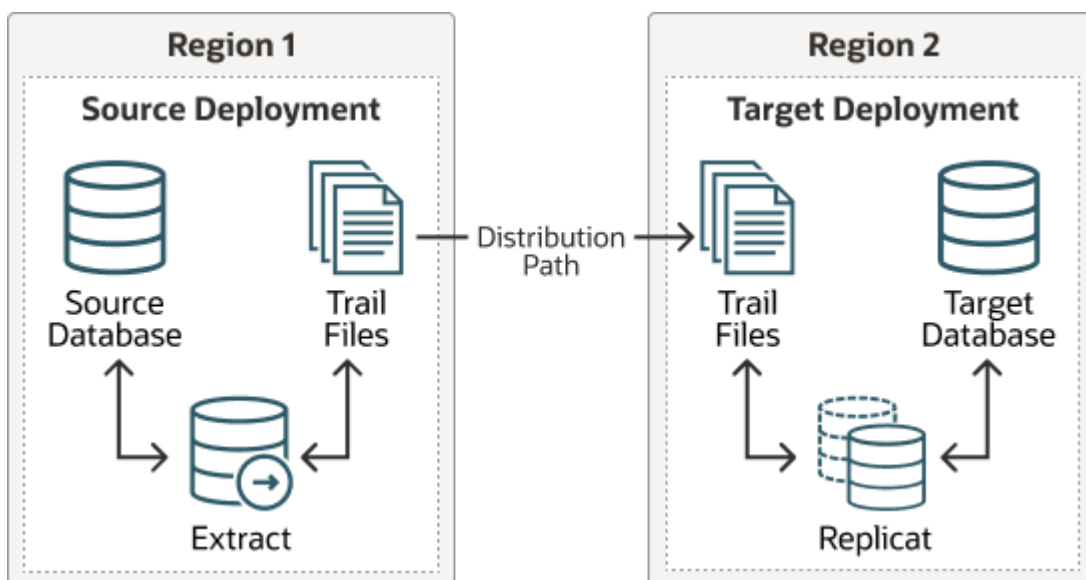 Region 1
Source Deployment
Source
Database
Trail
Files
Extract
Distribution
Path
Region 2
Target Deployment
Trail
Files
Target
Database
Replicat